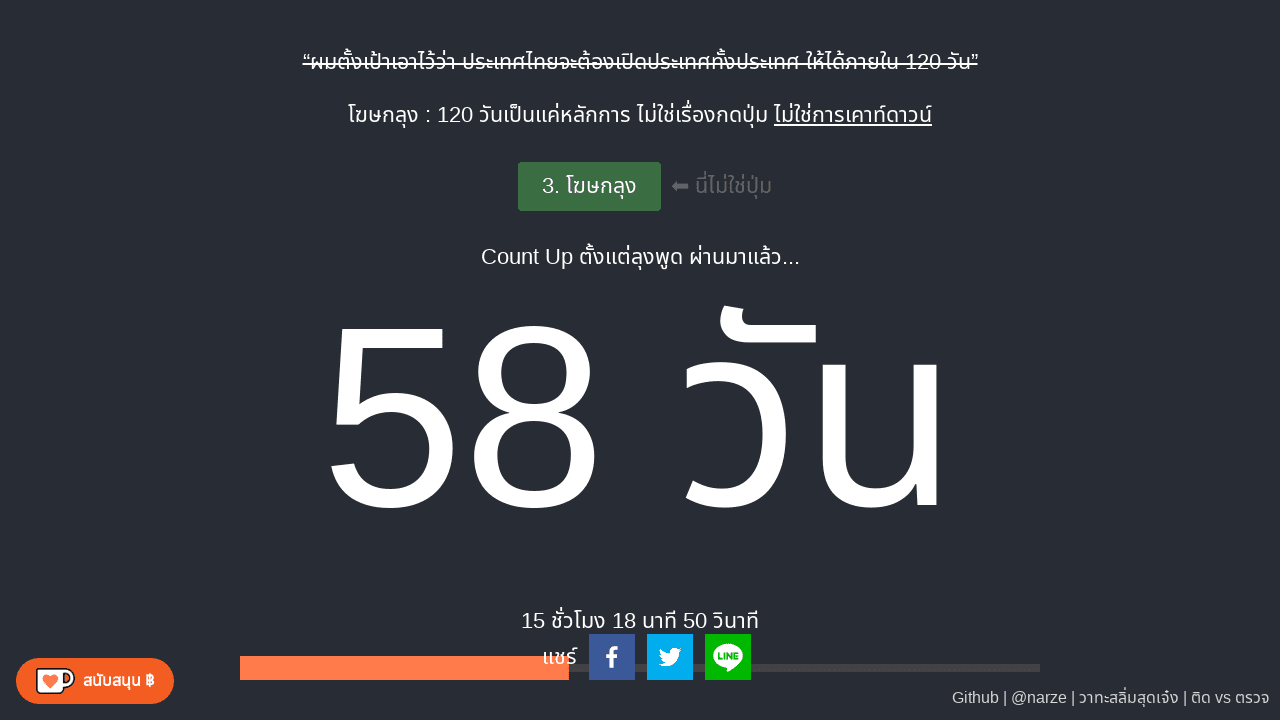 “ผมตั้งเป้าเอาไว้ว่า ประเทศไทยจะต้องเปิดประเทศทั้งประเทศ ให้ได้ภายใน 120 วัน”
โฆษกลุง : 120 วันเป็นแค่หลักการ ไม่ใช่เรื่องกดปุ่ม ไม่ใช่การเคาท์ดาวน์
3. โฆษกลุง ⬅ นี่ไม่ใช่ปุ่ม
Count Up ตั้งแต่ลุงพูด ผ่านมาแล้ว...
58 วัน
15 ชั่วโมง 18 นาที 50 วินาที
แชร์ LINE
สนับสนุน ฿
Github | @narze | วาทะสลิ่มสุดเจ๋ง | ติด vs ตรวจ